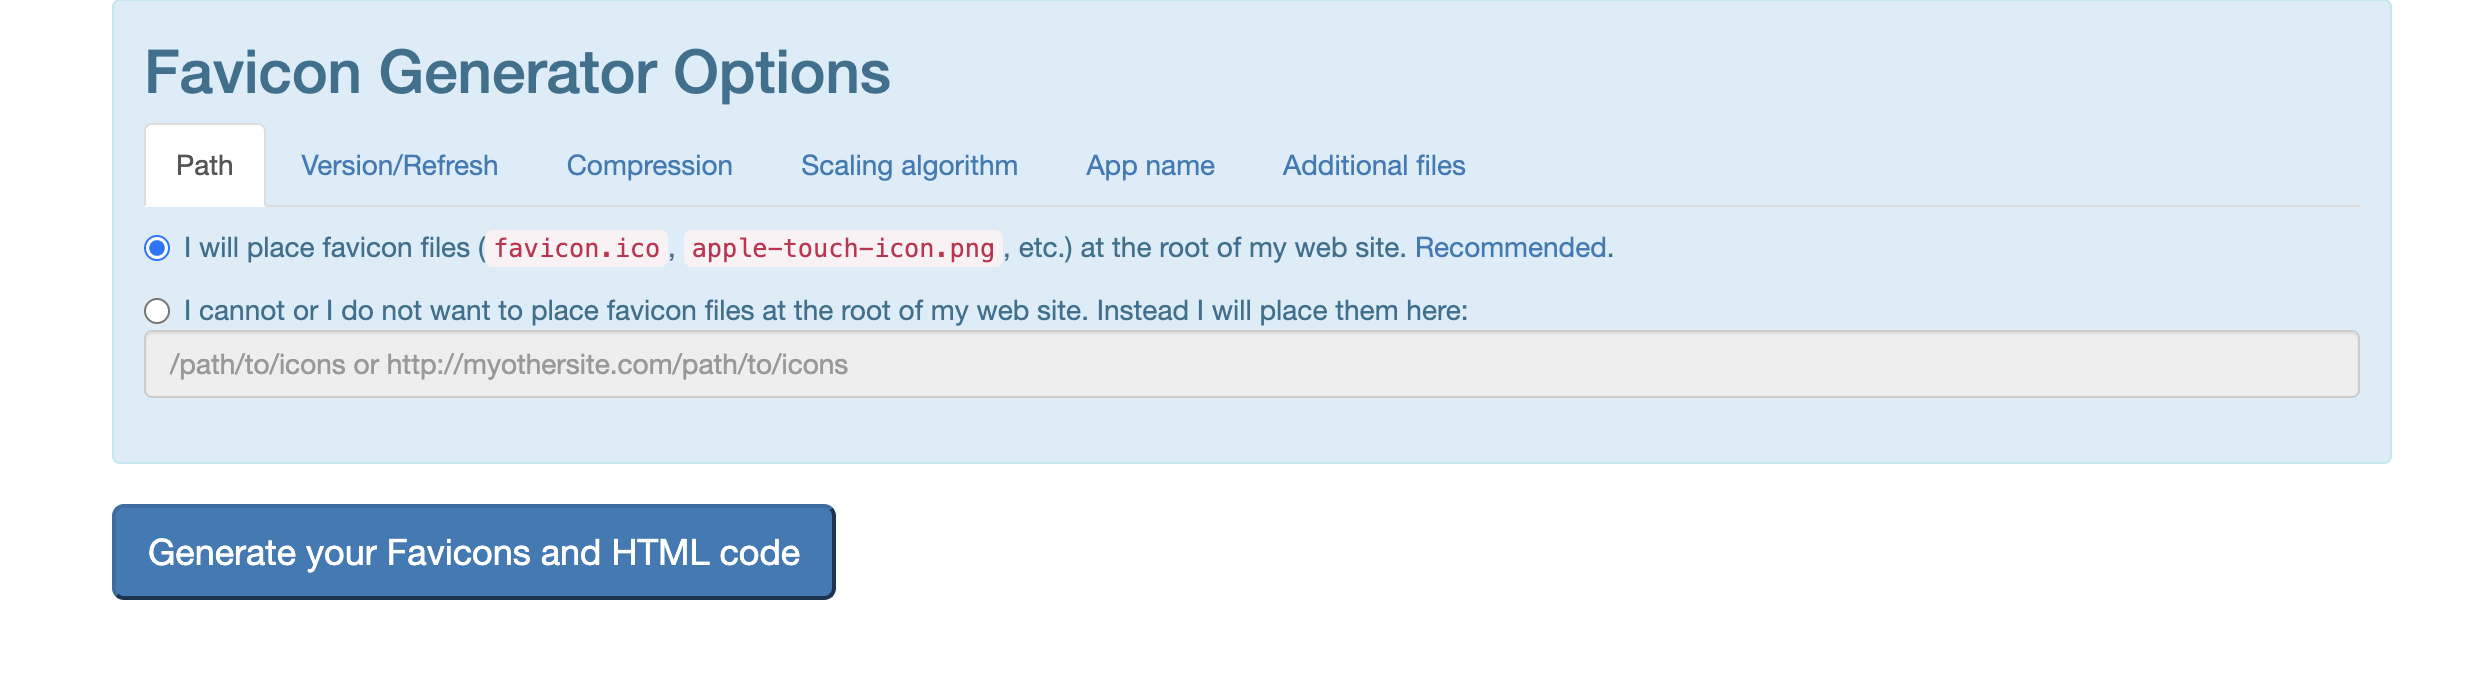 Favicon Generator Options
Path Version/Refresh Compression Scaling algorithm App name Additional files
I will place favicon files (favicon.ico, apple-touch-icon.png, etc.) at the root of my web site. Recommended.
I cannot or I do not want to place favicon files at the root of my web site. Instead I will place them here:
/path/to/icons or http://myothersite.com/path/to/icons
Generate your Favicons and HTML code